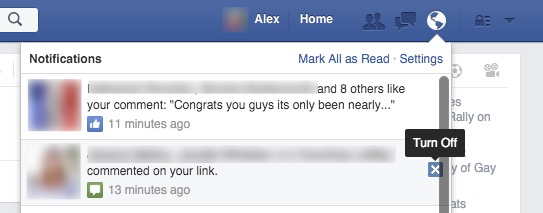 Alex Home
Notifications
Mark All as Read · Settings
and 8 others like
your comment: "Congrats you guys its only been nearly..."
11 minutes ago
Turn Off
commented on your link.
13 minutes ago
es
Rally on
y of Gay
ats